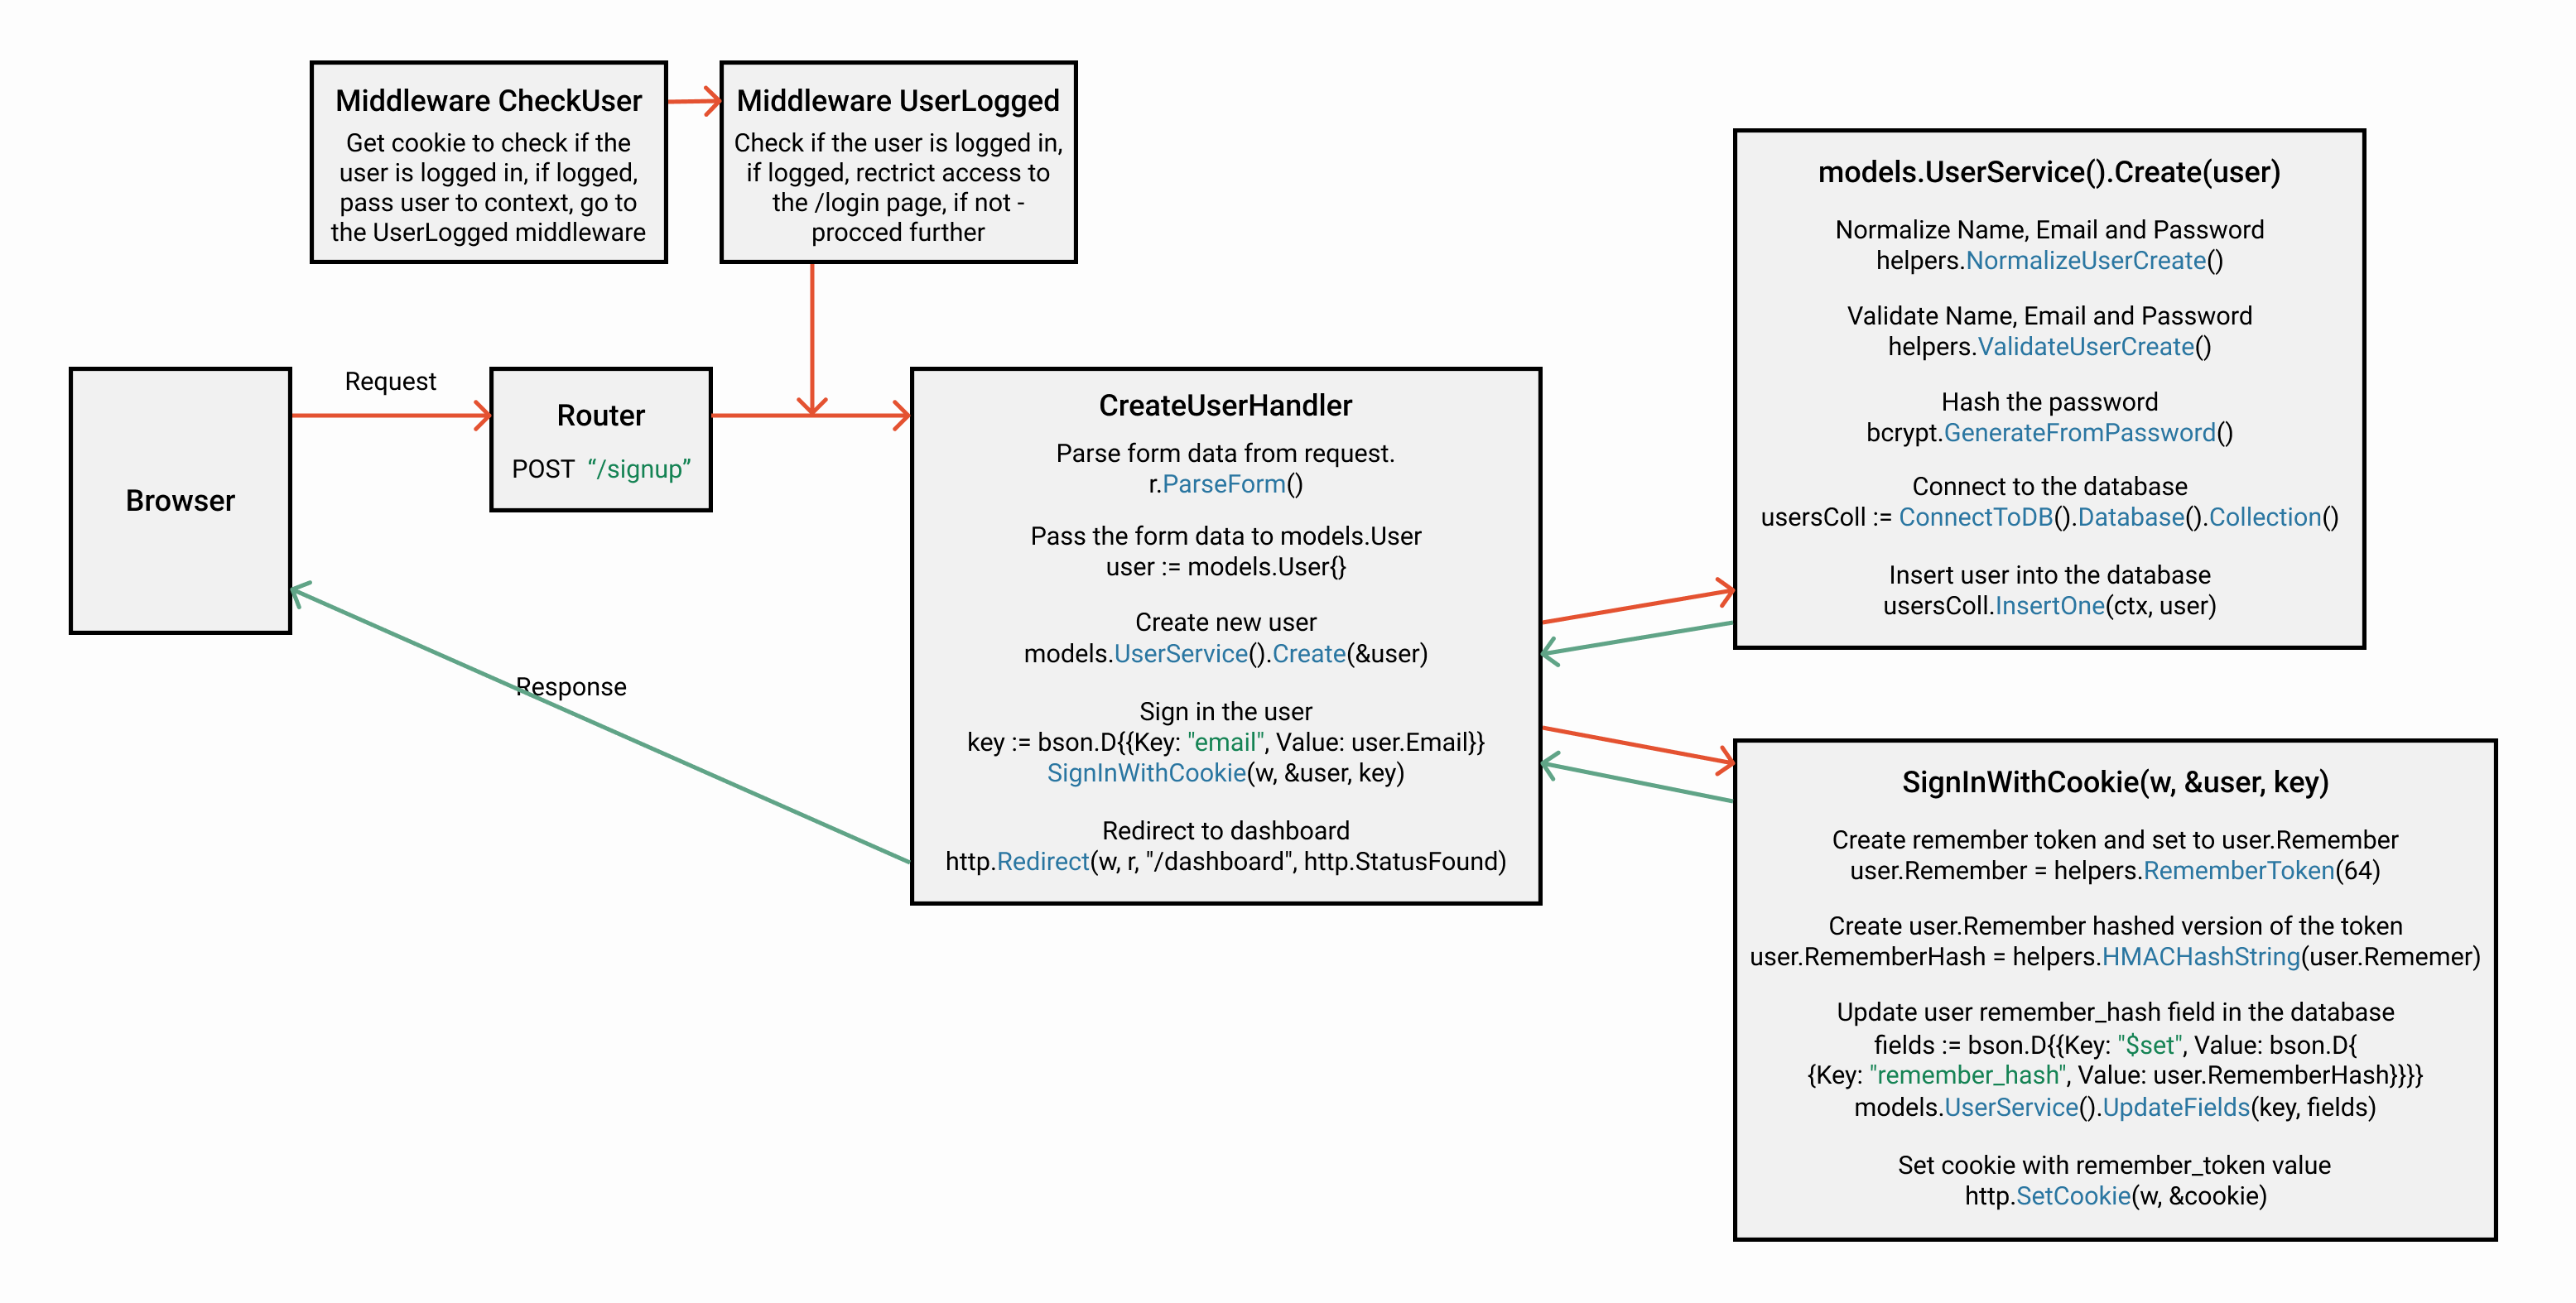 Middleware CheckUser
Get cookie to check if the
user is logged in, if logged,
pass user to context, go to
the UserLogged middleware
Middleware UserLogged
Check if the user is logged in,
if logged, rectrict access to
the /login page, if not -
procced further
Browser
Request
Router
POST “/signup”
Response
CreateUserHandler
Parse form data from request.
r.ParseForm()
Pass the form data to models.User
user := models.User{}
Create new user
models.UserService().Create(&user)
Sign in the user
key := bson.D{{Key: "email", Value: user.Email}}
SignInWithCookie(w, &user, key)
Redirect to dashboard
http.Redirect(w, r, "/dashboard", http.StatusFound)
models.UserService().Create(user)
Normalize Name, Email and Password
helpers.NormalizeUserCreate()
Validate Name, Email and Password
helpers.ValidateUserCreate()
Hash the password
bcrypt.GenerateFromPassword()
Connect to the database
usersColl := ConnectToDB().Database().Collection()
Insert user into the database
usersColl.InsertOne(ctx, user)
SignInWithCookie(w, &user, key)
Create remember token and set to user.Remember
user.Remember = helpers.RememberToken(64)
Create user.Remember hashed version of the token
user.RememberHash = helpers.HMACHashString(user.Rememer)
Update user remember_hash field in the database
fields := bson.D{{Key: "$set", Value: bson.D{
{Key: "remember_hash", Value: user.RememberHash}}}}
models.UserService().UpdateFields(key, fields)
Set cookie with remember_token value
http.SetCookie(w, &cookie)